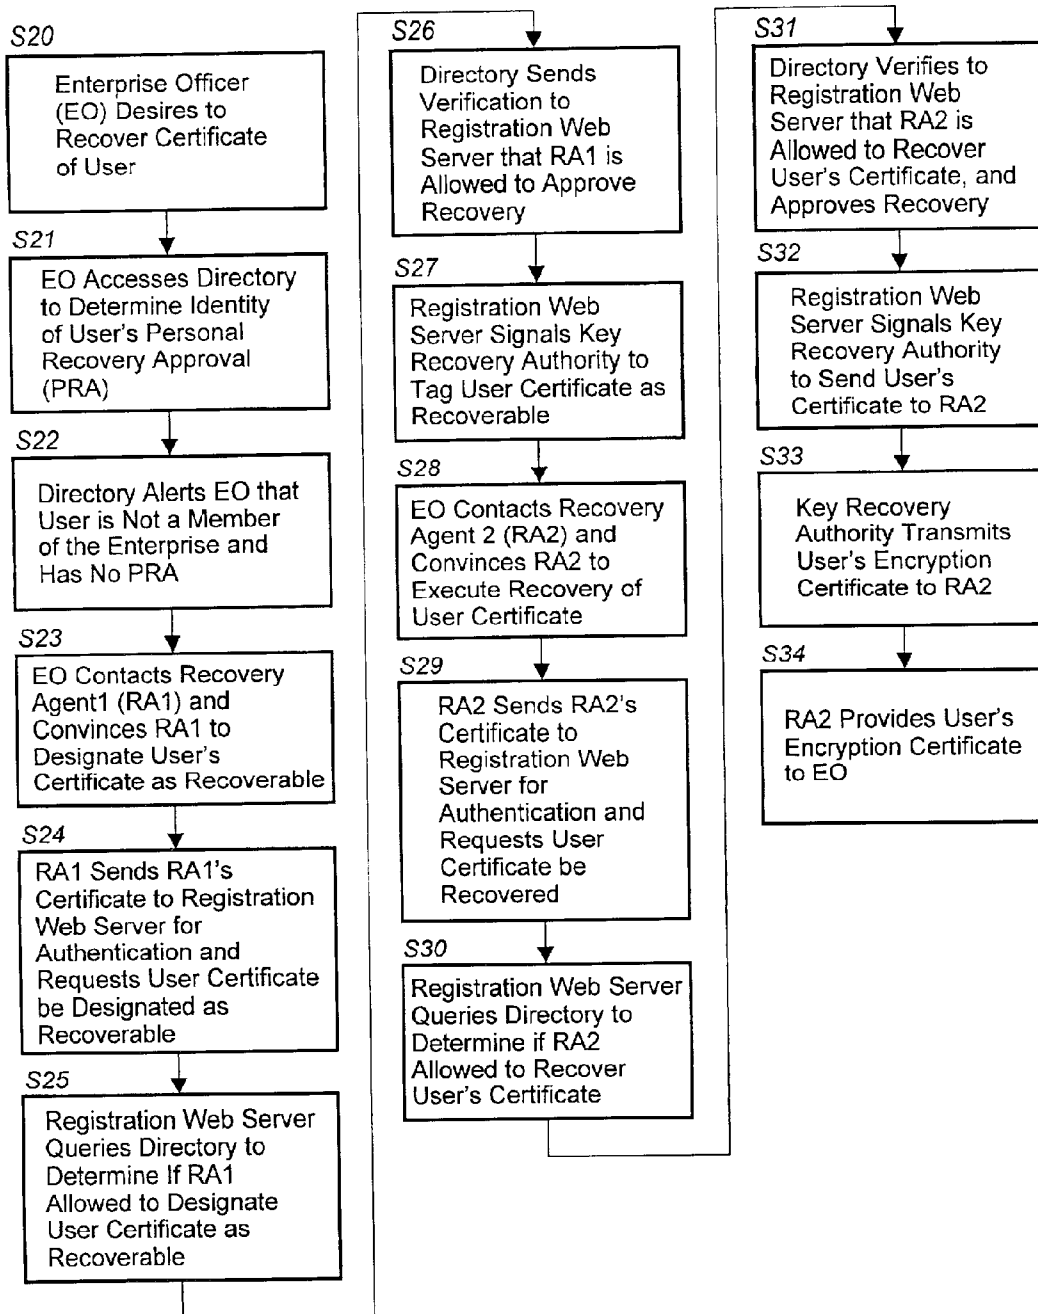 S20
Enterprise Officer
(EO) Desires to
Recover Certificate
of User
S21
EO Accesses Directory
to Determine Identity
of User's Personal
Recovery Approval
(PRA)
S22
Directory Alerts EO that
User is Not a Member
of the Enterprise and
Has No PRA
S23
EO Contacts Recovery
Agent1 (RA1) and
Convinces RA1 to
Designate User's
Certificate as Recoverable
S24
RA1 Sends RA1's
Certificate to Registration
Web Server for
Authentication and
Requests User Certificate
be Designated as
Recoverable
S25
Registration Web Server
Queries Directory to
Determine If RA1
Allowed to Designate
User Certificate as
Recoverable
S26
Directory Sends
Verification to
Registration Web
Server that RA1 is
Allowed to Approve
Recovery
S27
Registration Web
Server Signals Key
Recovery Authority to
Tag User Certificate as
Recoverable
S28
EO Contacts Recovery
Agent 2 (RA2) and
Convinces RA2 to
Execute Recovery of
User Certificate
S29
RA2 Sends RA2's
Certificate to
Registration Web
Server for
Authentication and
Requests User
Certificate be
Recovered
S30
Registration Web Server
Queries Directory to
Determine if RA2
Allowed to Recover
User's Certificate
S31
Directory Verifies to
Registration Web
Server that RA2 is
Allowed to Recover
User's Certificate, and
Approves Recovery
S32
Registration Web
Server Signals Key
Recovery Authority
to Send User's
Certificate to RA2
S33
Key Recovery
Authority Transmits
User's Encryption
Certificate to RA2
S34
RA2 Provides User's
Encryption Certificate
to EO